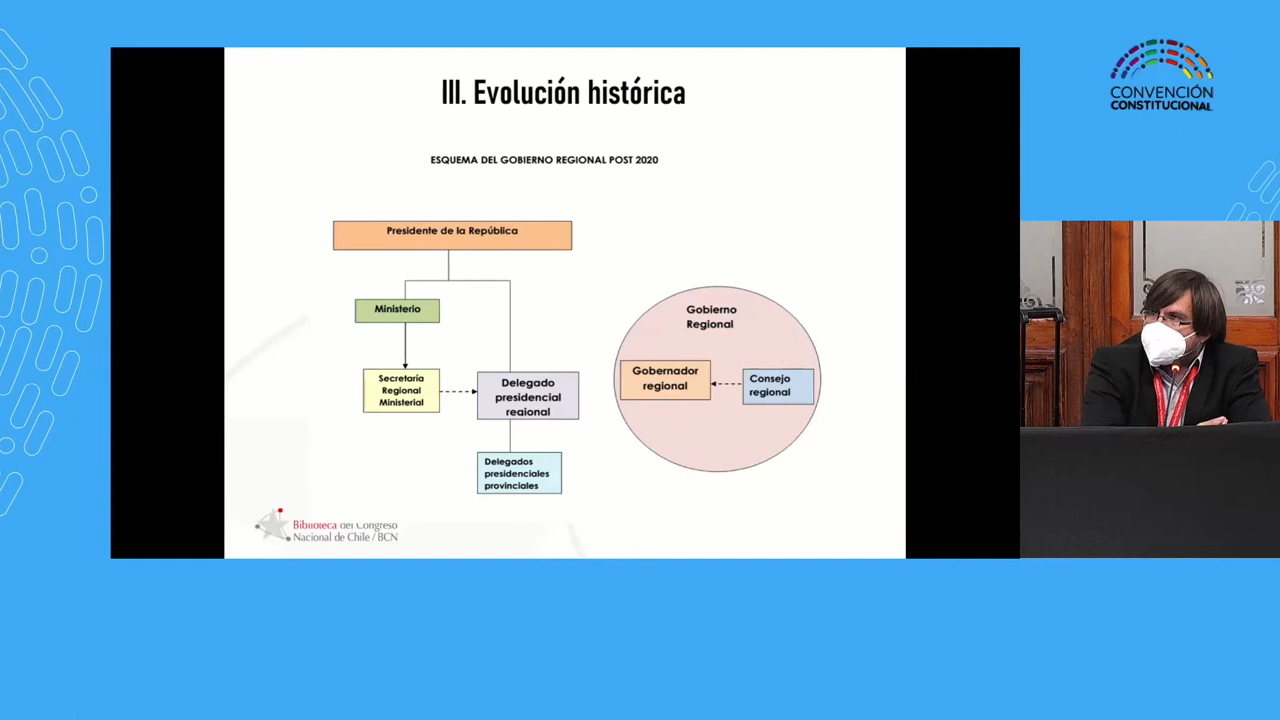 III. Evolución histórica
CONVENCIÓN
CONSTITUCIONAL
ESQUEMA DEL GOBIERNO REGIONAL POST 2020
Presidente de la República
Ministerio
Gobierno
Regional
Secretaría
Regional
Ministerial
Delegado
presidencial
regional
Gobernador
regional
Consejo
regional
Delegados
presidenciales
provinciales
Biblioteca del Congreso
Nacional de Chile / BCN